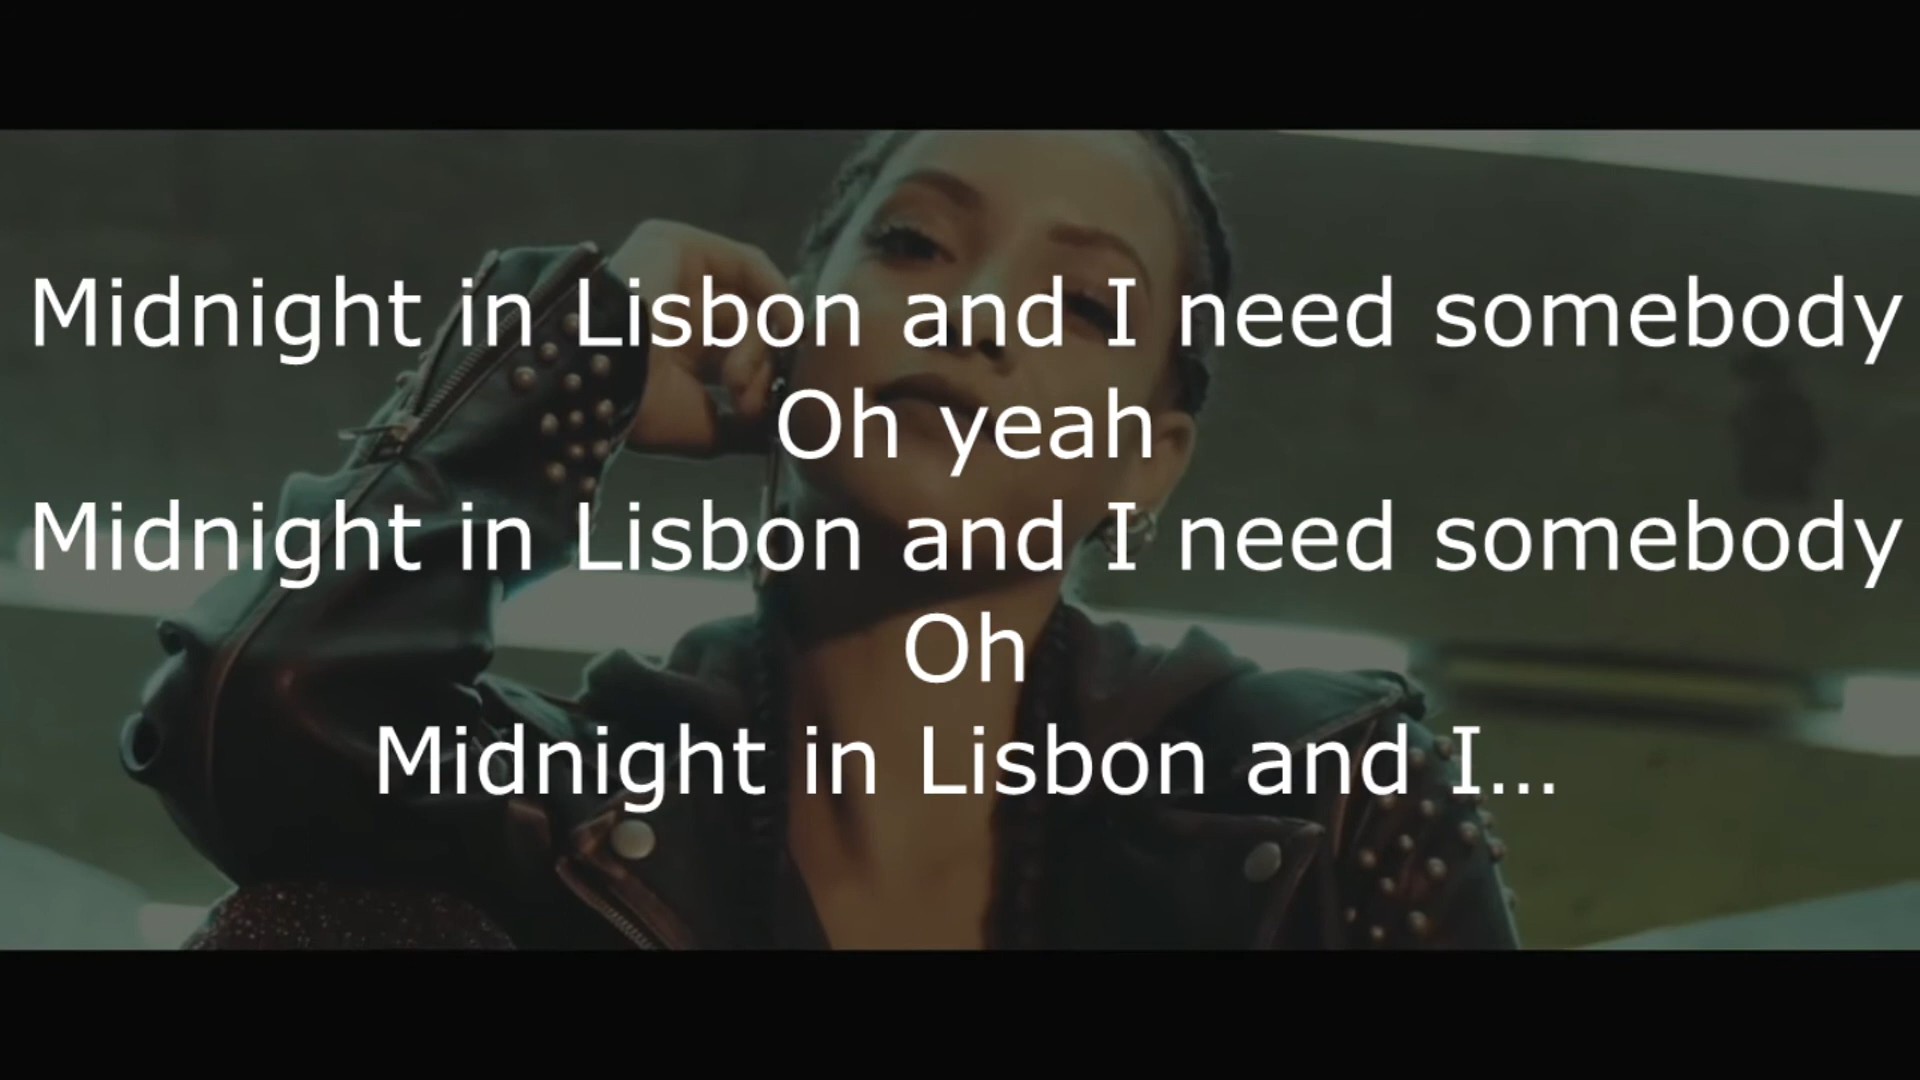 Midnight in Lisbon and I need somebody
Oh yeah
Midnight in Lisbon and I need somebody
Oh
Midnight in Lisbon and I...